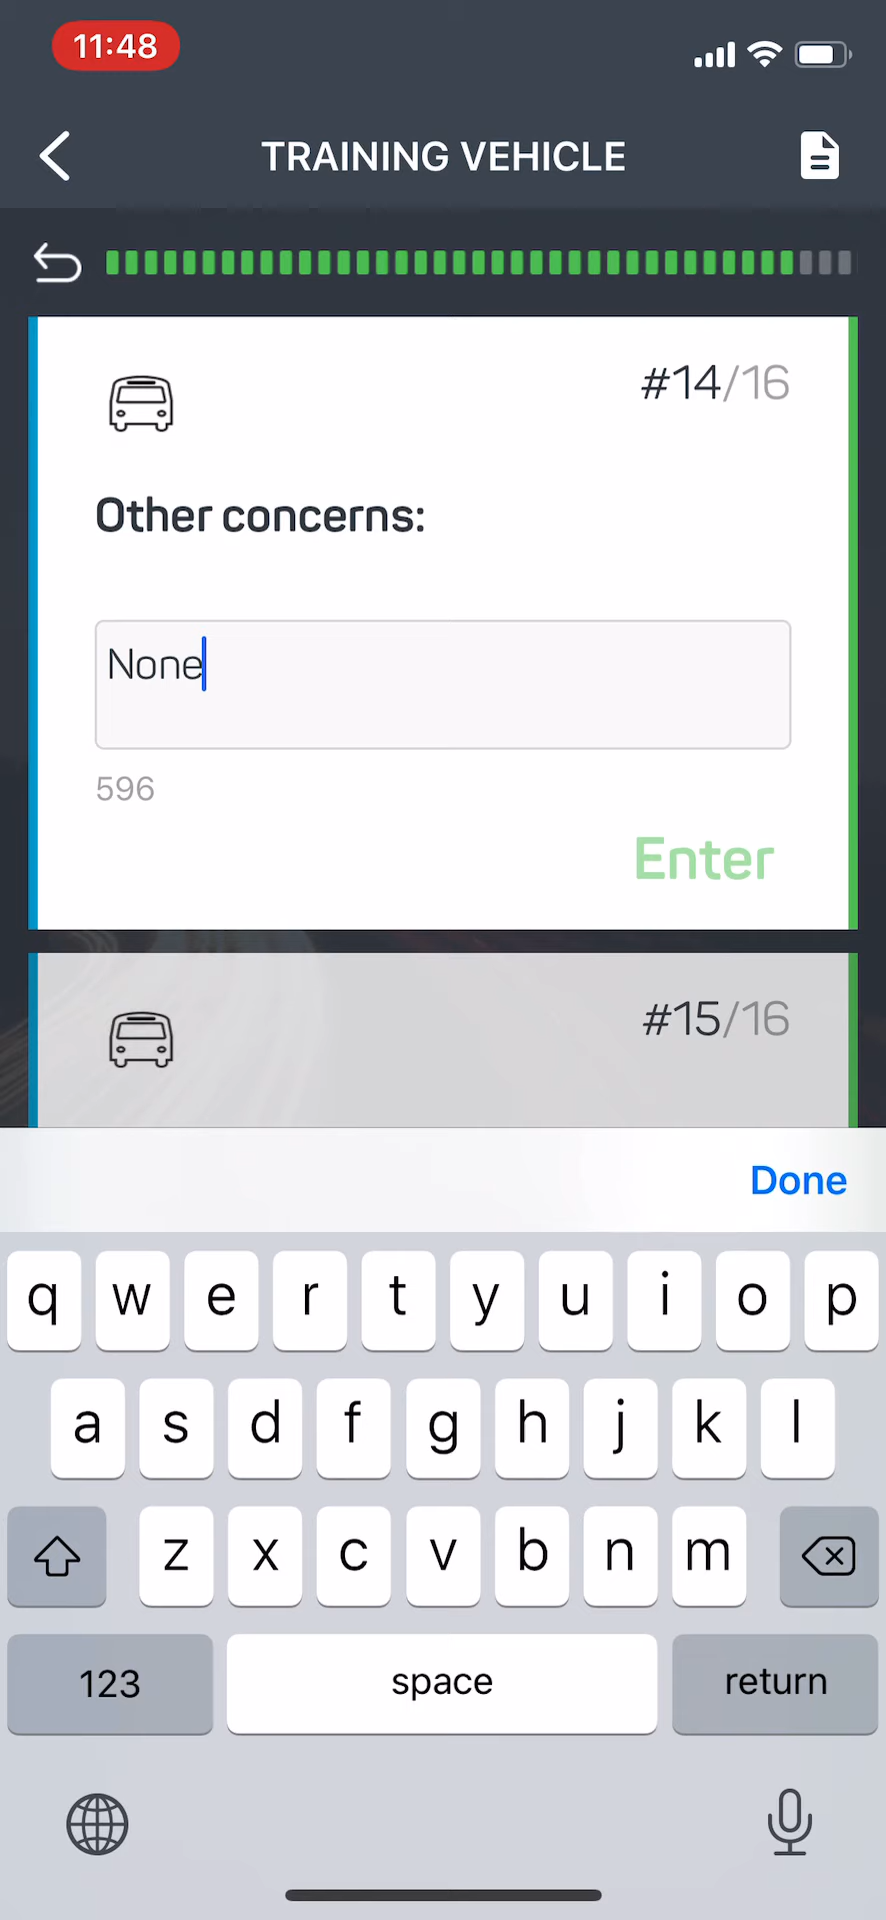 11:48
TRAINING VEHICLE
#14/16
Other concerns:
None
596
Enter
#15/16
Done
q w e r t y u i o p
a s d f g h j k l
z x c v b n m
123 space return